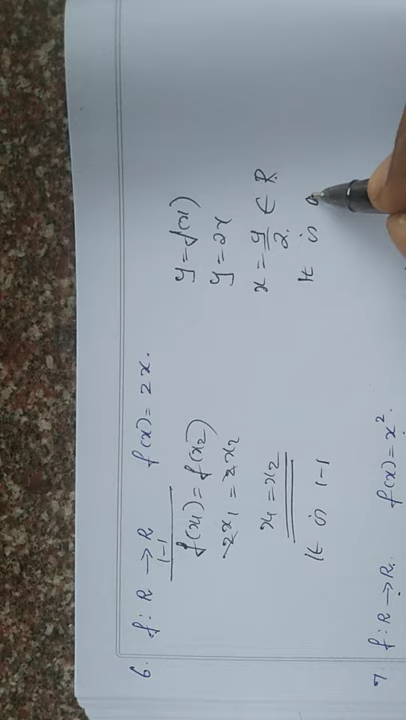 6. f: R → R f(x) = 2x.
1-1
f(x₁) = f(x₂)
2x₁ = 2x₂
x₁ = x₂
It is 1-1
y = f(x)
y = 2x
x = y/2 ∈ R
It is
7 f: R → R. f(x) = x².